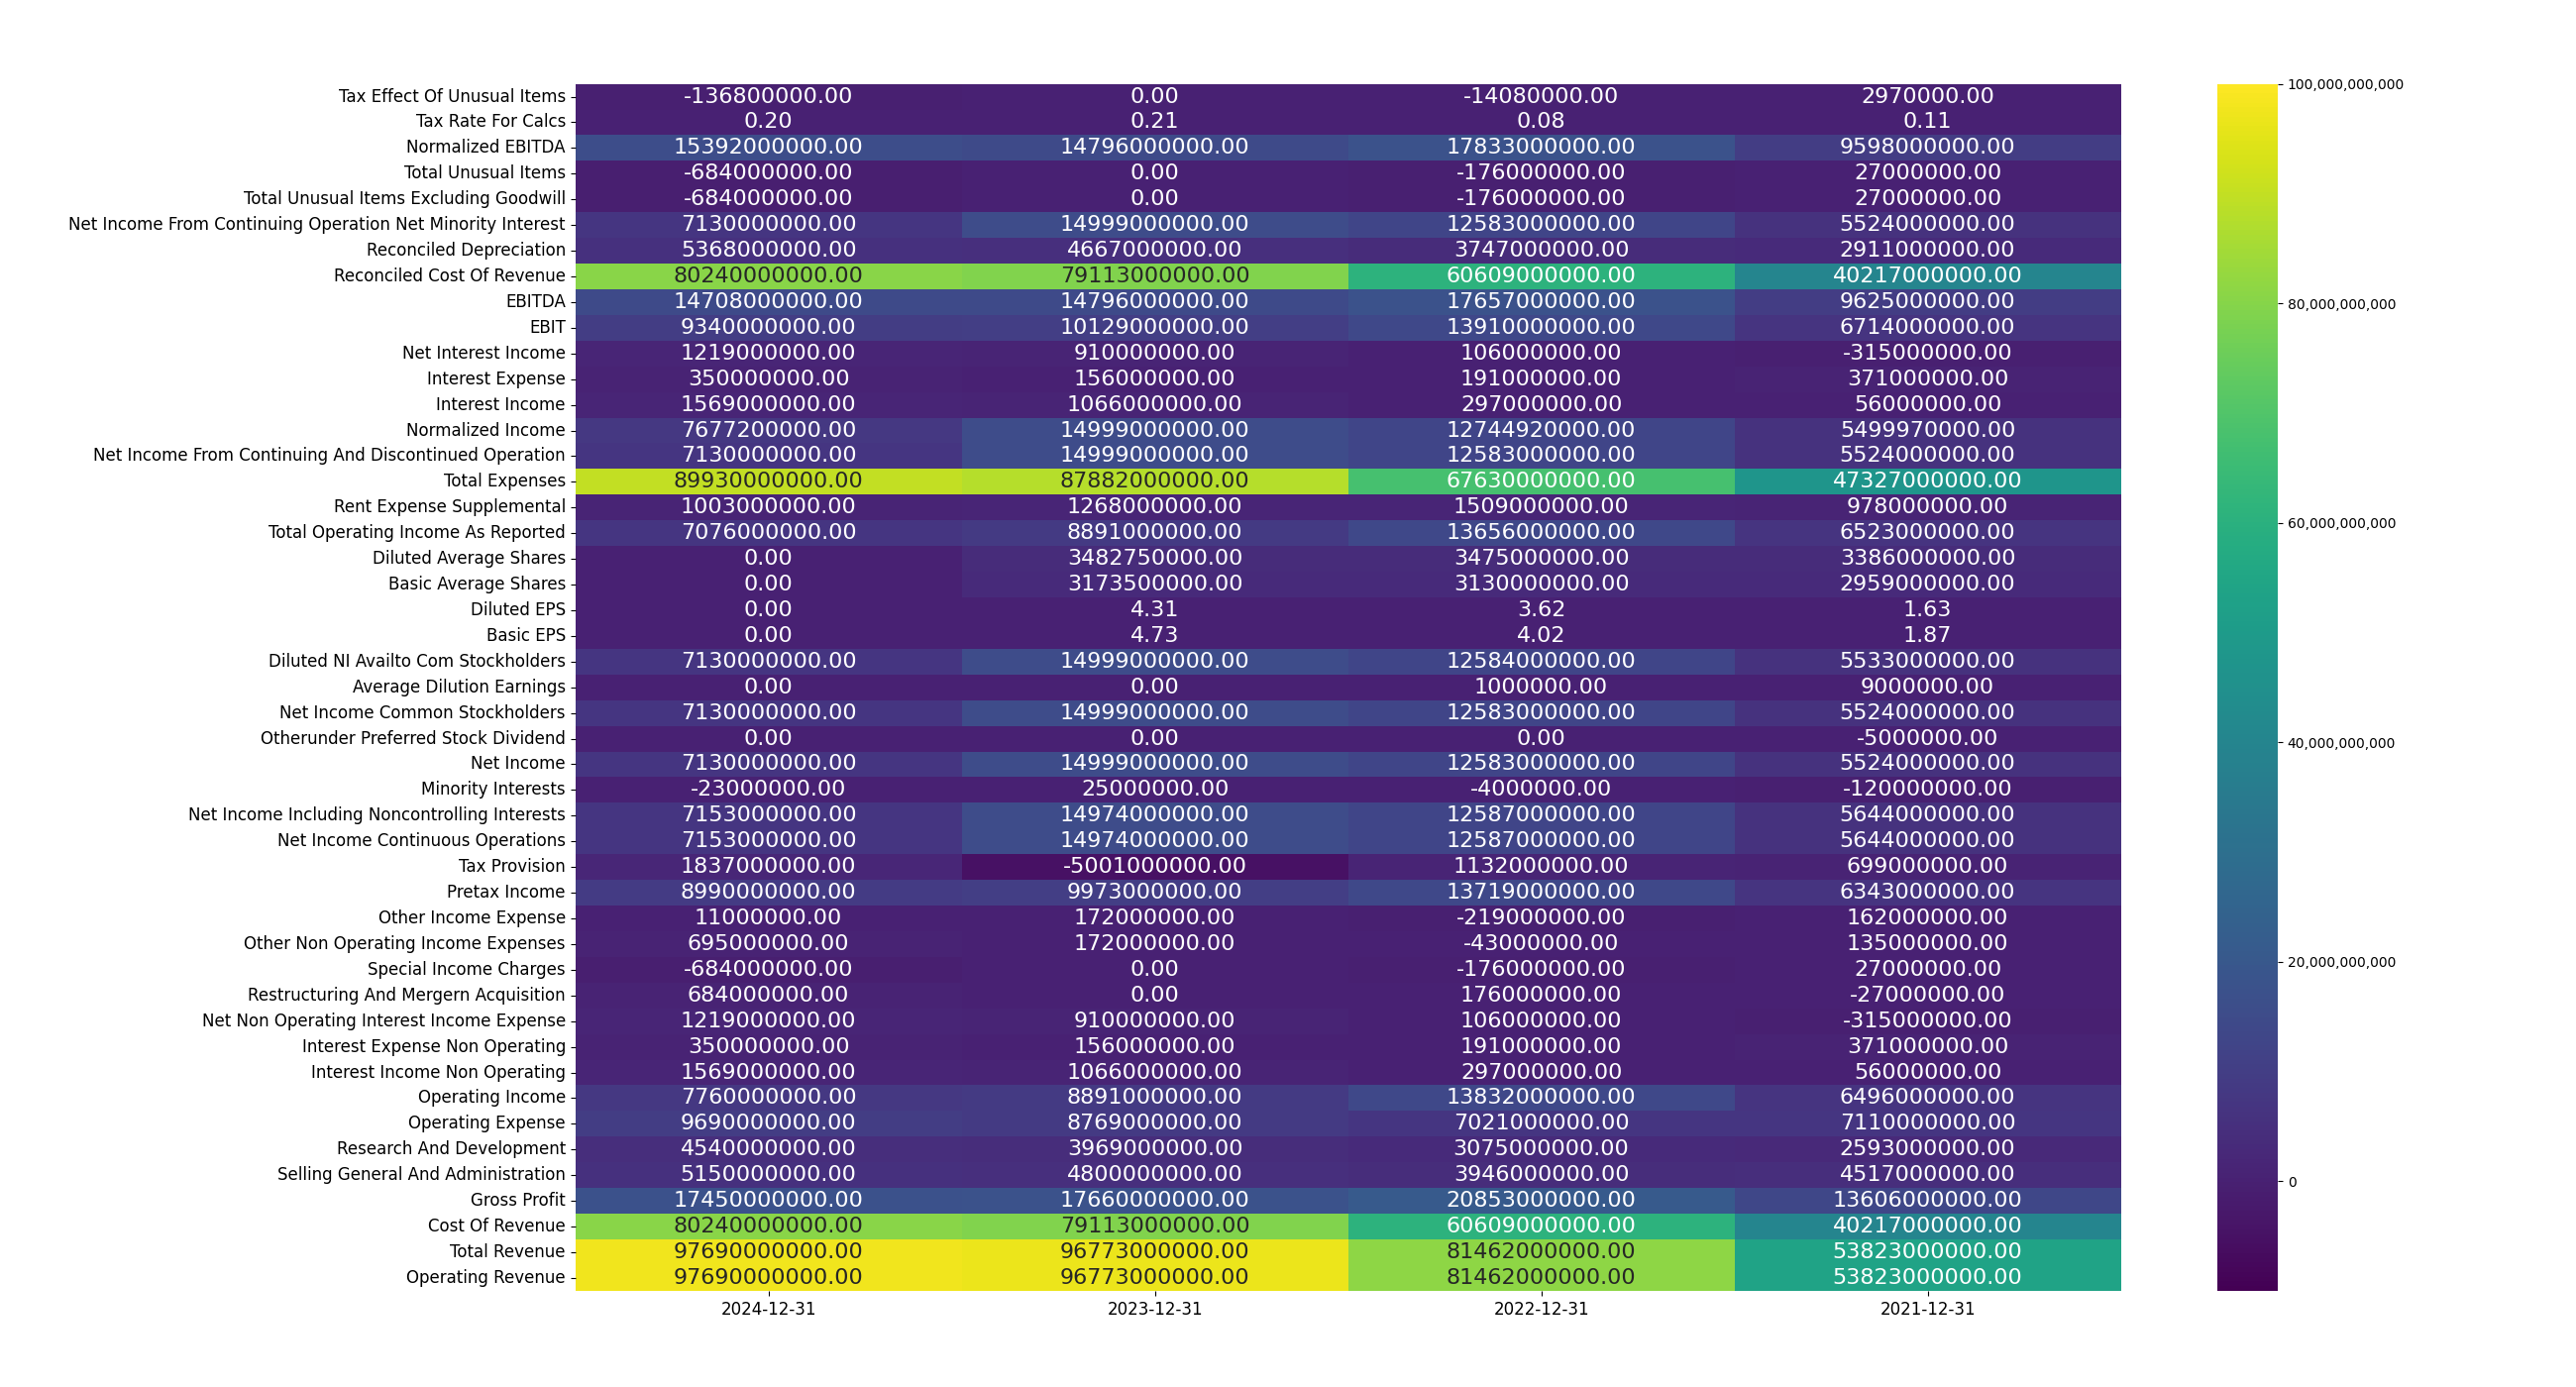 Tax Effect Of Unusual Items -136800000.00 0.00 -14080000.00 2970000.00
Tax Rate For Calcs 0.20 0.21 0.08 0.11
Normalized EBITDA 15392000000.00 14796000000.00 17833000000.00 9598000000.00
Total Unusual Items -684000000.00 0.00 -176000000.00 27000000.00
Total Unusual Items Excluding Goodwill -684000000.00 0.00 -176000000.00 27000000.00
Net Income From Continuing Operation Net Minority Interest 7130000000.00 14999000000.00 12583000000.00 5524000000.00
Reconciled Depreciation 5368000000.00 4667000000.00 3747000000.00 2911000000.00
Reconciled Cost Of Revenue 80240000000.00 79113000000.00 60609000000.00 40217000000.00
EBITDA 14708000000.00 14796000000.00 17657000000.00 9625000000.00
EBIT 9340000000.00 10129000000.00 13910000000.00 6714000000.00
Net Interest Income 1219000000.00 910000000.00 106000000.00 -315000000.00
Interest Expense 350000000.00 156000000.00 191000000.00 371000000.00
Interest Income 1569000000.00 1066000000.00 297000000.00 56000000.00
Normalized Income 7677200000.00 14999000000.00 12744920000.00 5499970000.00
Net Income From Continuing And Discontinued Operation 7130000000.00 14999000000.00 12583000000.00 5524000000.00
Total Expenses 89930000000.00 87882000000.00 67630000000.00 47327000000.00
Rent Expense Supplemental 1003000000.00 1268000000.00 1509000000.00 978000000.00
Total Operating Income As Reported 7076000000.00 8891000000.00 13656000000.00 6523000000.00
Diluted Average Shares 0.00 3482750000.00 3475000000.00 3386000000.00
Basic Average Shares 0.00 3173500000.00 3130000000.00 2959000000.00
Diluted EPS 0.00 4.31 3.62 1.63
Basic EPS 0.00 4.73 4.02 1.87
Diluted NI Availto Com Stockholders 7130000000.00 14999000000.00 12584000000.00 5533000000.00
Average Dilution Earnings 0.00 0.00 1000000.00 9000000.00
Net Income Common Stockholders 7130000000.00 14999000000.00 12583000000.00 5524000000.00
Otherunder Preferred Stock Dividend 0.00 0.00 0.00 -5000000.00
Net Income 7130000000.00 14999000000.00 12583000000.00 5524000000.00
Minority Interests -23000000.00 25000000.00 -4000000.00 -120000000.00
Net Income Including Noncontrolling Interests 7153000000.00 14974000000.00 12587000000.00 5644000000.00
Net Income Continuous Operations 7153000000.00 14974000000.00 12587000000.00 5644000000.00
Tax Provision 1837000000.00 -5001000000.00 1132000000.00 699000000.00
Pretax Income 8990000000.00 9973000000.00 13719000000.00 6343000000.00
Other Income Expense 11000000.00 172000000.00 -219000000.00 162000000.00
Other Non Operating Income Expenses 695000000.00 172000000.00 -43000000.00 135000000.00
Special Income Charges -684000000.00 0.00 -176000000.00 27000000.00
Restructuring And Mergern Acquisition 684000000.00 0.00 176000000.00 -27000000.00
Net Non Operating Interest Income Expense 1219000000.00 910000000.00 106000000.00 -315000000.00
Interest Expense Non Operating 350000000.00 156000000.00 191000000.00 371000000.00
Interest Income Non Operating 1569000000.00 1066000000.00 297000000.00 56000000.00
Operating Income 7760000000.00 8891000000.00 13832000000.00 6496000000.00
Operating Expense 9690000000.00 8769000000.00 7021000000.00 7110000000.00
Research And Development 4540000000.00 3969000000.00 3075000000.00 2593000000.00
Selling General And Administration 5150000000.00 4800000000.00 3946000000.00 4517000000.00
Gross Profit 17450000000.00 17660000000.00 20853000000.00 13606000000.00
Cost Of Revenue 80240000000.00 79113000000.00 60609000000.00 40217000000.00
Total Revenue 97690000000.00 96773000000.00 81462000000.00 53823000000.00
Operating Revenue 97690000000.00 96773000000.00 81462000000.00 53823000000.00
2024-12-31 2023-12-31 2022-12-31 2021-12-31
100,000,000,000
80,000,000,000
60,000,000,000
40,000,000,000
20,000,000,000
0